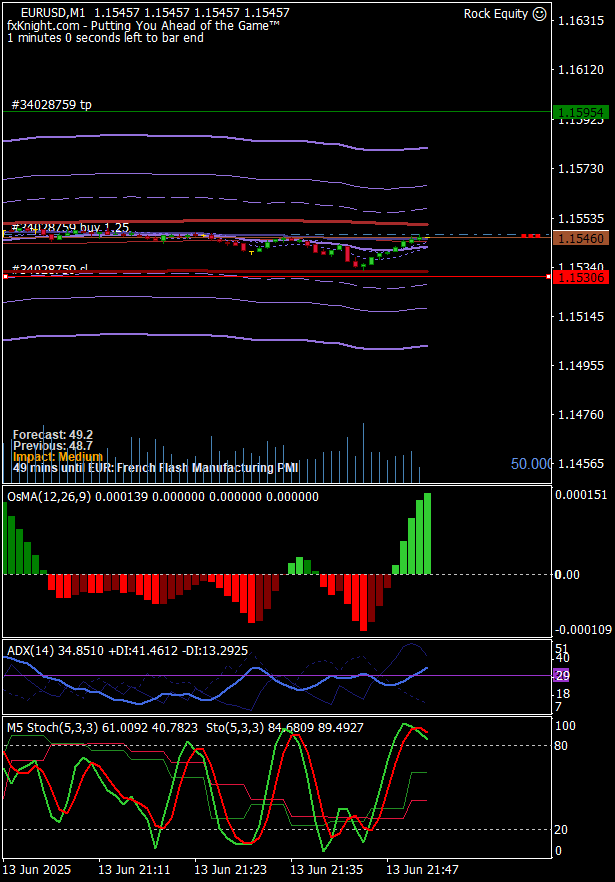 EURUSD,M1 1.15457 1.15457 1.15457 1.15457
Rock Equity ☺
fxKnight.com - Putting You Ahead of the Game™
1 minutes 0 seconds left to bar end
1.16315
1.16120
#34028759 tp
1.15954
1.15925
1.15730
1.15535
#34028759 buy 1.25
1.15460
1.15340
#34028759 sl
1.15306
1.15145
1.14955
1.14760
Forecast: 49.2
Previous: 48.7
Impact: Medium
49 mins until EUR: French Flash Manufacturing PMI
50.000
1.14565
OsMA(12,26,9) 0.000139 0.000000 0.000000 0.000000
0.000151
0.00
-0.000109
ADX(14) 34.8510 +DI:41.4612 -DI:13.2925
51
40
29
18
7
M5 Stoch(5,3,3) 61.0092 40.7823 Sto(5,3,3) 84.6809 89.4927
100
80
20
0
13 Jun 2025
13 Jun 21:11
13 Jun 21:23
13 Jun 21:35
13 Jun 21:47